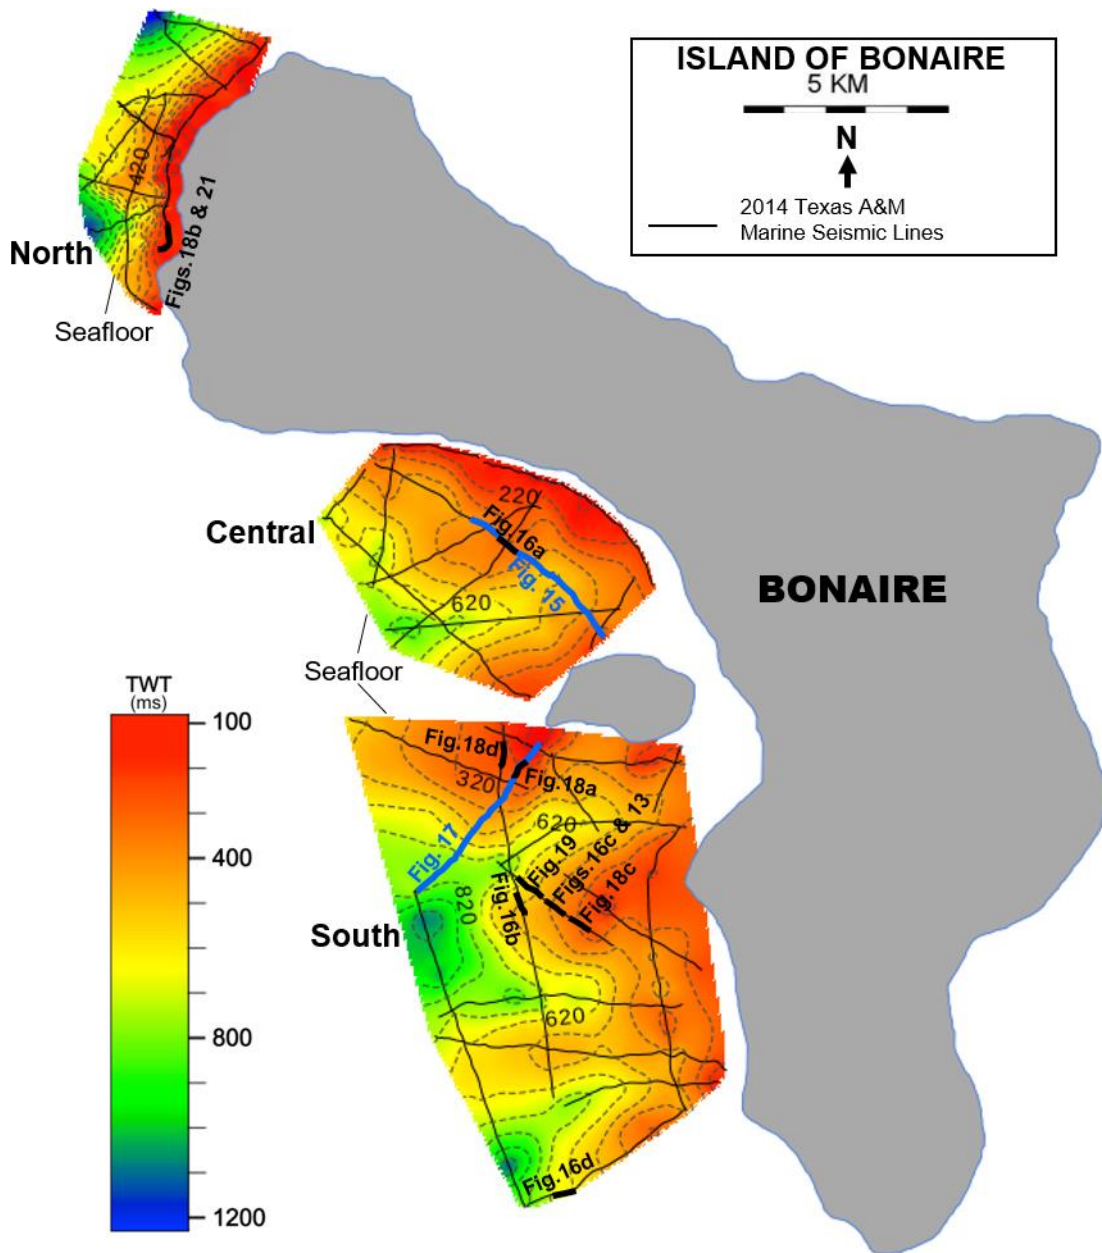 ISLAND OF BONAIRE
5 KM
N
2014 Texas A&M
Marine Seismic Lines
420
Figs.18b & 21
North
Seafloor
220
Central
Fig.16a
Fig. 15
620
BONAIRE
Seafloor
TWT
(ms)
100
400
800
1200
Fig.18d
320
Fig.18a
Fig. 17
620
Fig.19
Figs.16c & 13
Fig.18c
Fig.16b
820
South
620
Fig.16d